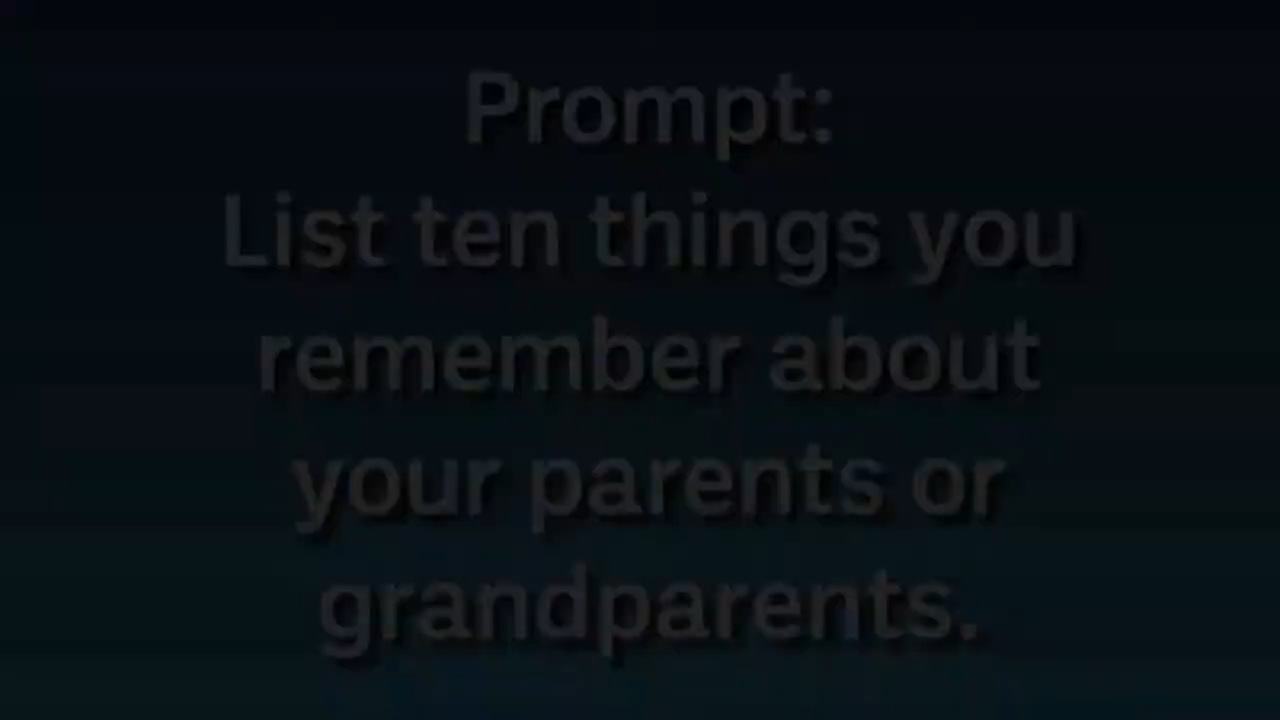 Prompt:
List ten things you
remember about
your parents or
grandparents.